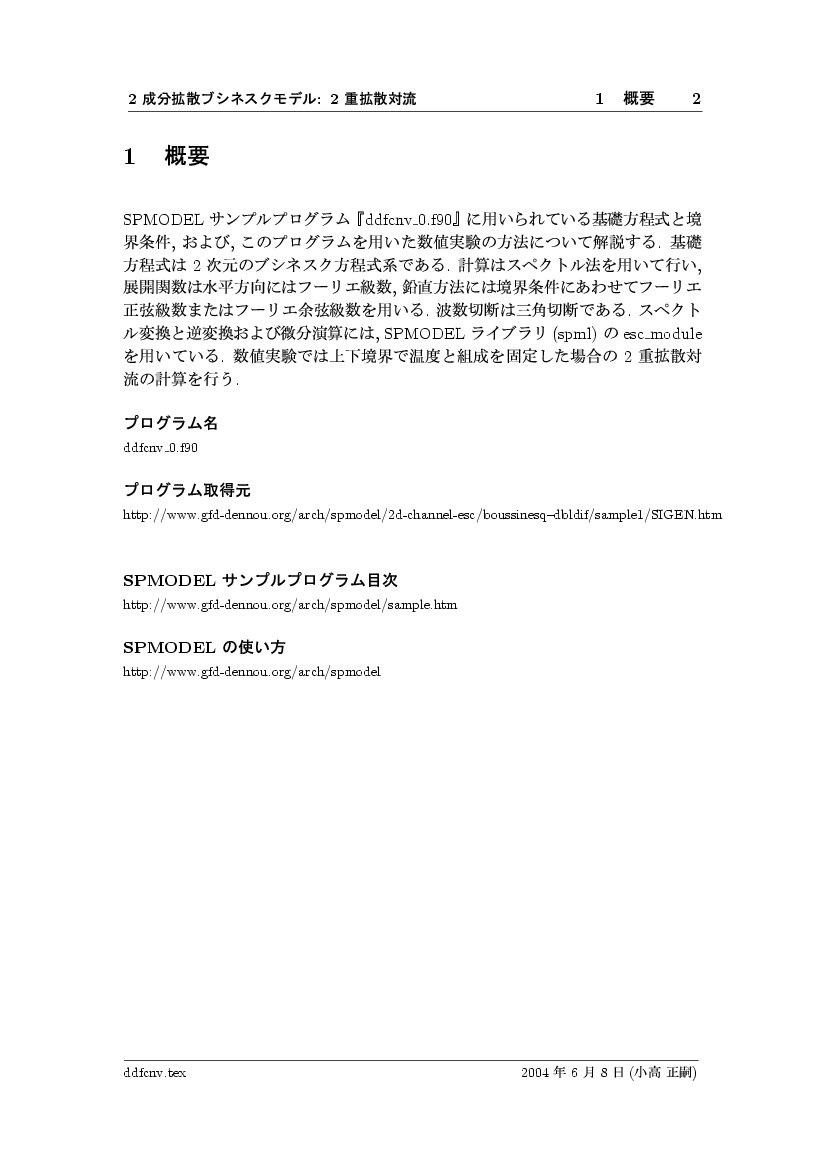 2 成分拡散ブシネスクモデル: 2 重拡散対流 1 概要 2
1 概要
SPMODEL サンプルプログラム『ddfcnv_0.f90』に用いられている基礎方程式と境
界条件, および, このプログラムを用いた数値実験の方法について解説する. 基礎
方程式は 2 次元のブシネスク方程式系である. 計算はスペクトル法を用いて行い,
展開関数は水平方向にはフーリエ級数, 鉛直方法には境界条件にあわせてフーリエ
正弦級数またはフーリエ余弦級数を用いる. 波数切断は三角切断である. スペクト
ル変換と逆変換および微分演算には, SPMODEL ライブラリ (spml) の esc_module
を用いている. 数値実験では上下境界で温度と組成を固定した場合の 2 重拡散対
流の計算を行う.
プログラム名
ddfcnv_0.f90
プログラム取得元
http://www.gfd-dennou.org/arch/spmodel/2d-channel-esc/boussinesq–dbldif/sample1/SIGEN.htm
SPMODEL サンプルプログラム目次
http://www.gfd-dennou.org/arch/spmodel/sample.htm
SPMODEL の使い方
http://www.gfd-dennou.org/arch/spmodel
ddfcnv.tex 2004 年 6 月 8 日 (小高 正嗣)